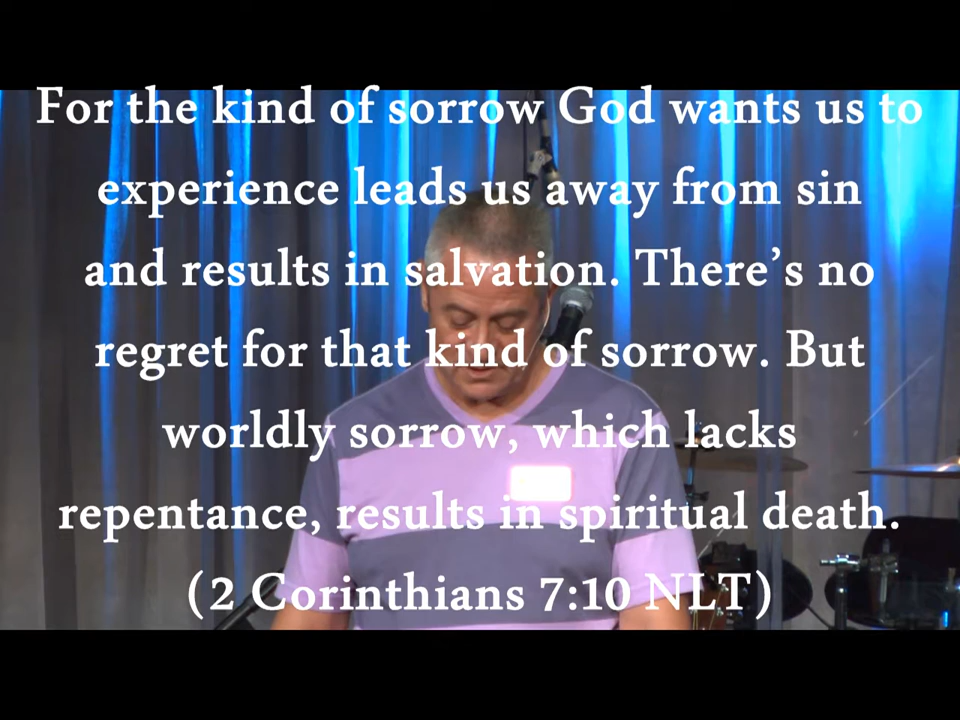 For the kind of sorrow God wants us to
experience leads us away from sin
and results in salvation. There’s no
regret for that kind of sorrow. But
worldly sorrow, which lacks
repentance, results in spiritual death.
(2 Corinthians 7:10 NLT)